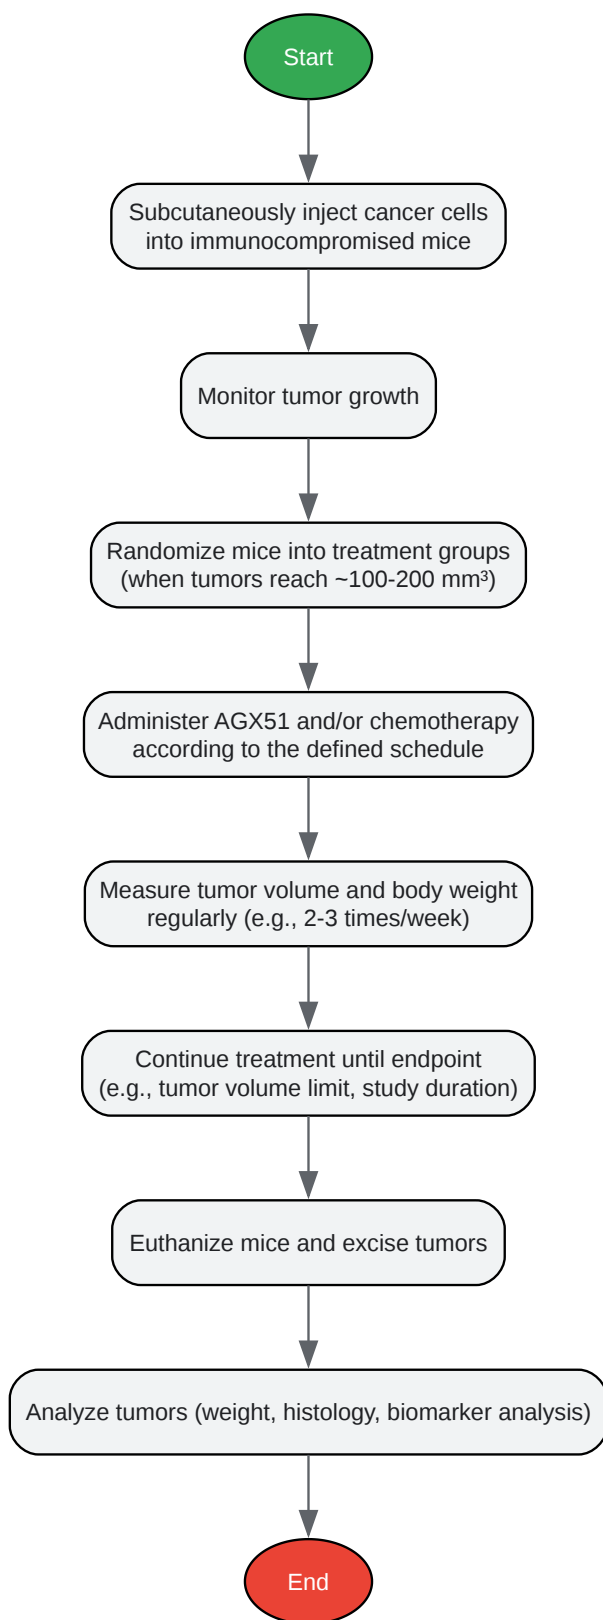 Start
Subcutaneously inject cancer cells
into immunocompromised mice
Monitor tumor growth
Randomize mice into treatment groups
(when tumors reach ~100-200 mm³)
Administer AGX51 and/or chemotherapy
according to the defined schedule
Measure tumor volume and body weight
regularly (e.g., 2-3 times/week)
Continue treatment until endpoint
(e.g., tumor volume limit, study duration)
Euthanize mice and excise tumors
Analyze tumors (weight, histology, biomarker analysis)
End